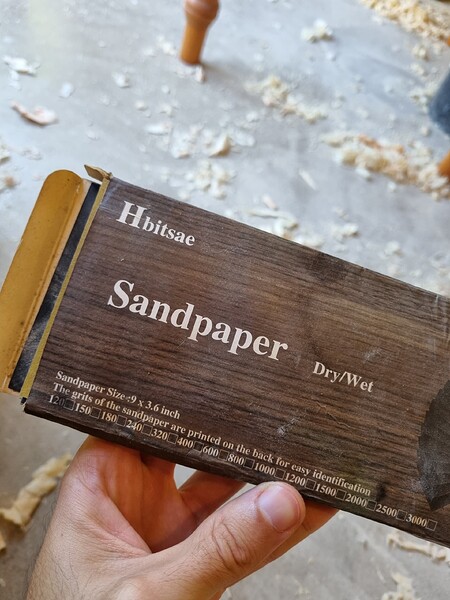 Hbitsae
Sandpaper
Dry/Wet
Sandpaper Size :9 x 3.6 inch
The grits of the sandpaper are printed on the back for easy identification
120□150□180□240□320□400□600□800□1000□1200□1500□2000□2500□3000□